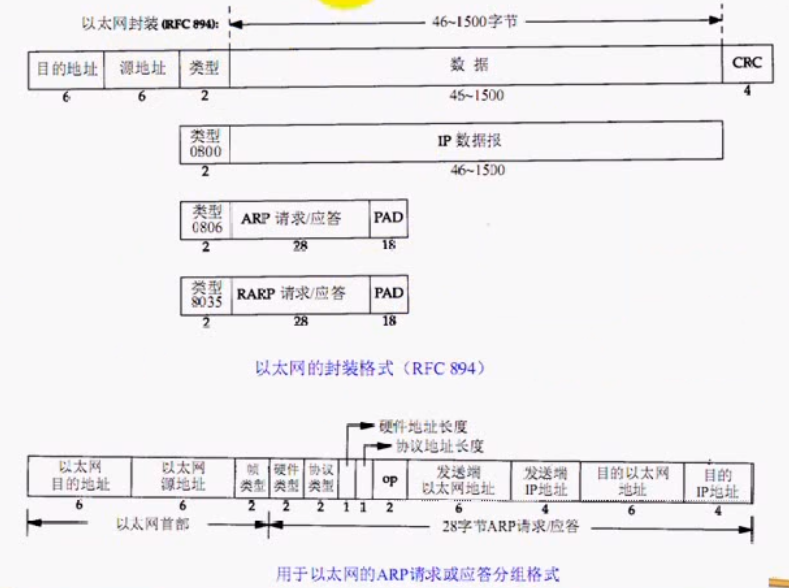 以太网封装(RFC 894):
46~1500字节
目的地址 源地址 类型 数 据 CRC
6 6 2 46~1500 4
类型
0800
IP 数据报
2 46~1500
类型
0806
ARP 请求/应答 PAD
2 28 18
类型
8035
RARP 请求/应答 PAD
2 28 18
以太网的封装格式（RFC 894）
硬件地址长度
协议地址长度
以太网
目的地址
以太网
源地址
帧
类型
硬件
类型
协议
类型
op
发送端
以太网地址
发送端
IP地址
目的以太网
地址
目的
IP地址
6 6 2 2 2 1 1 2 6 4 6 4
以太网首部
28字节ARP请求/应答
用于以太网的ARP请求或应答分组格式